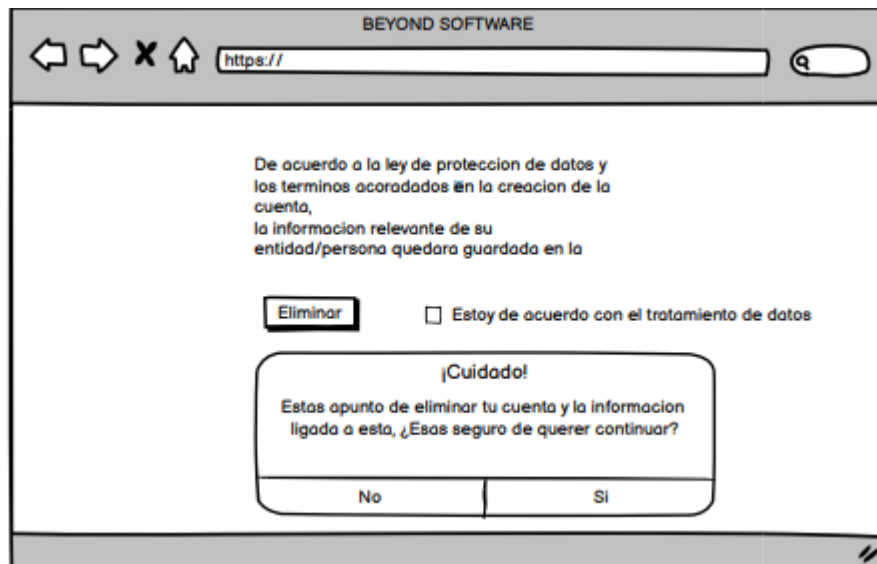 BEYOND SOFTWARE
https://
De acuerdo a la ley de proteccion de datos y
los terminos acoradados en la creacion de la
cuenta,
la informacion relevante de su
entidad/persona quedara guardada en la
Eliminar
Estoy de acuerdo con el tratamiento de datos
¡Cuidado!
Estas apunto de eliminar tu cuenta y la informacion
ligada a esta, ¿Esas seguro de querer continuar?
No
Si